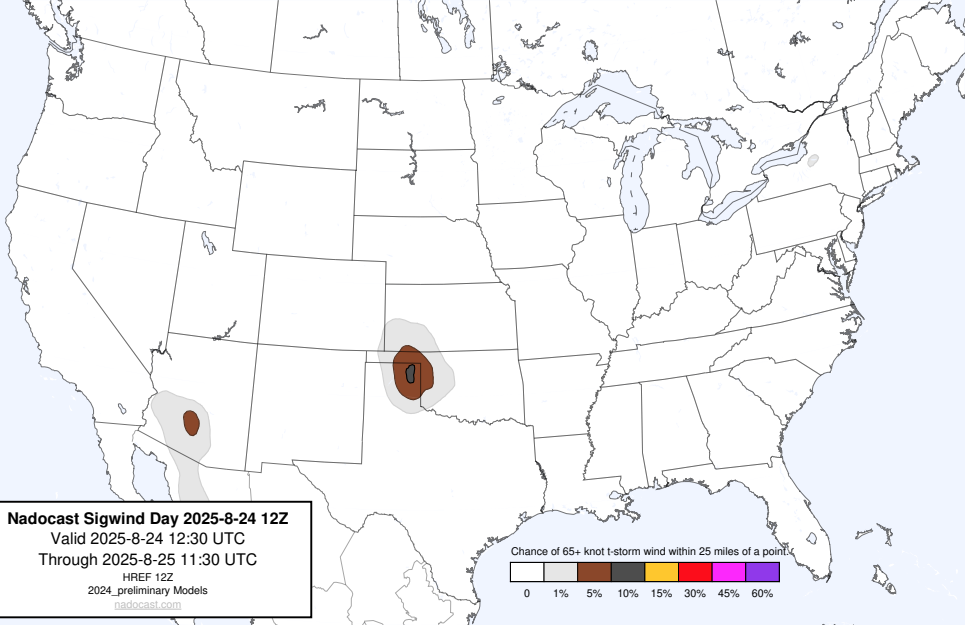 Nadocast Sigwind Day 2025-8-24 12Z
Valid 2025-8-24 12:30 UTC
Through 2025-8-25 11:30 UTC
HREF 12Z
2024_preliminary Models
nadocast.com
Chance of 65+ knot t-storm wind within 25 miles of a point.
0 1% 5% 10% 15% 30% 45% 60%